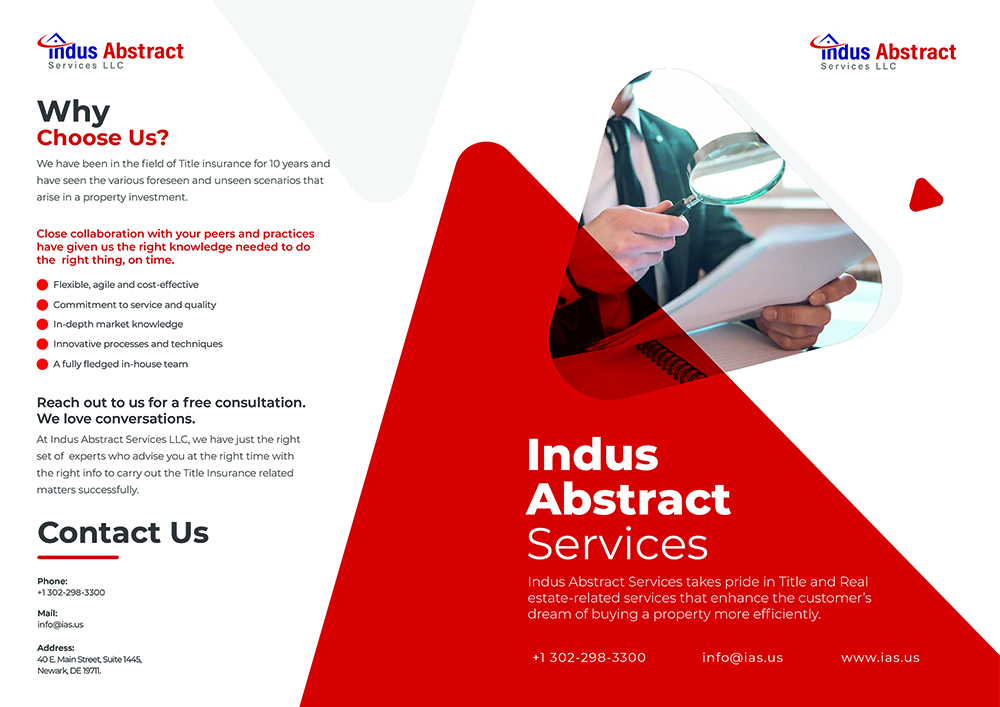 indus Abstract
Services LLC
Why
Choose Us?
We have been in the field of Title insurance for 10 years and
have seen the various foreseen and unseen scenarios that
arise in a property investment.
Close collaboration with your peers and practices
have given us the right knowledge needed to do
the right thing, on time.
Flexible, agile and cost-effective
Commitment to service and quality
In-depth market knowledge
Innovative processes and techniques
A fully fledged in-house team
Reach out to us for a free consultation.
We love conversations.
At Indus Abstract Services LLC, we have just the right
set of experts who advise you at the right time with
the right info to carry out the Title Insurance related
matters successfully.
Contact Us
Phone:
+1 302-298-3300
Mail:
info@ias.us
Address:
40 E. Main Street, Suite 1445,
Newark, DE 19711.
indus Abstract
Services LLC
Indus
Abstract
Services
Indus Abstract Services takes pride in Title and Real
estate-related services that enhance the customer's
dream of buying a property more efficiently.
+1 302-298-3300 info@ias.us www.ias.us